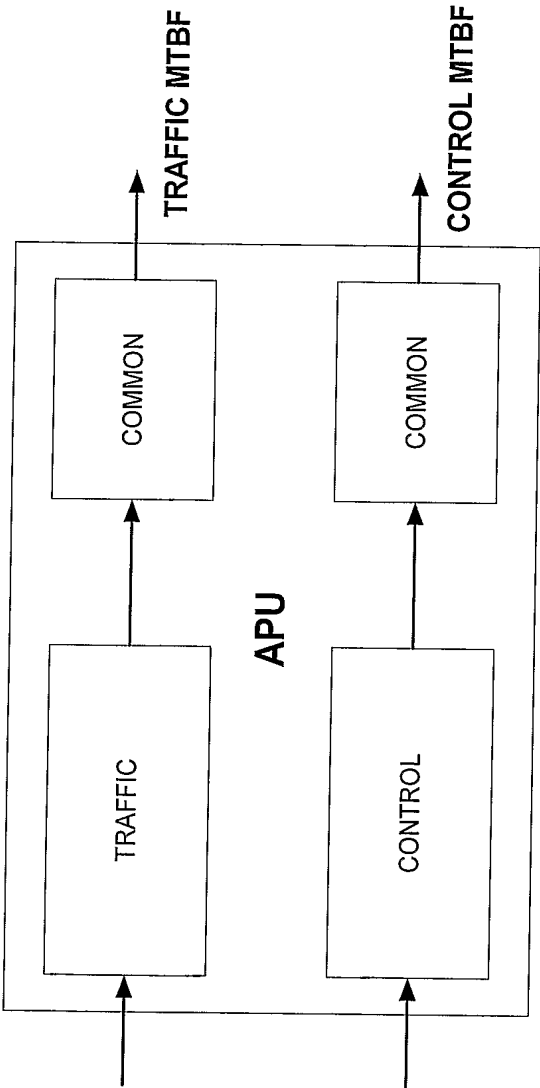 TRAFFIC
COMMON
TRAFFIC MTBF
APU
CONTROL
COMMON
CONTROL MTBF